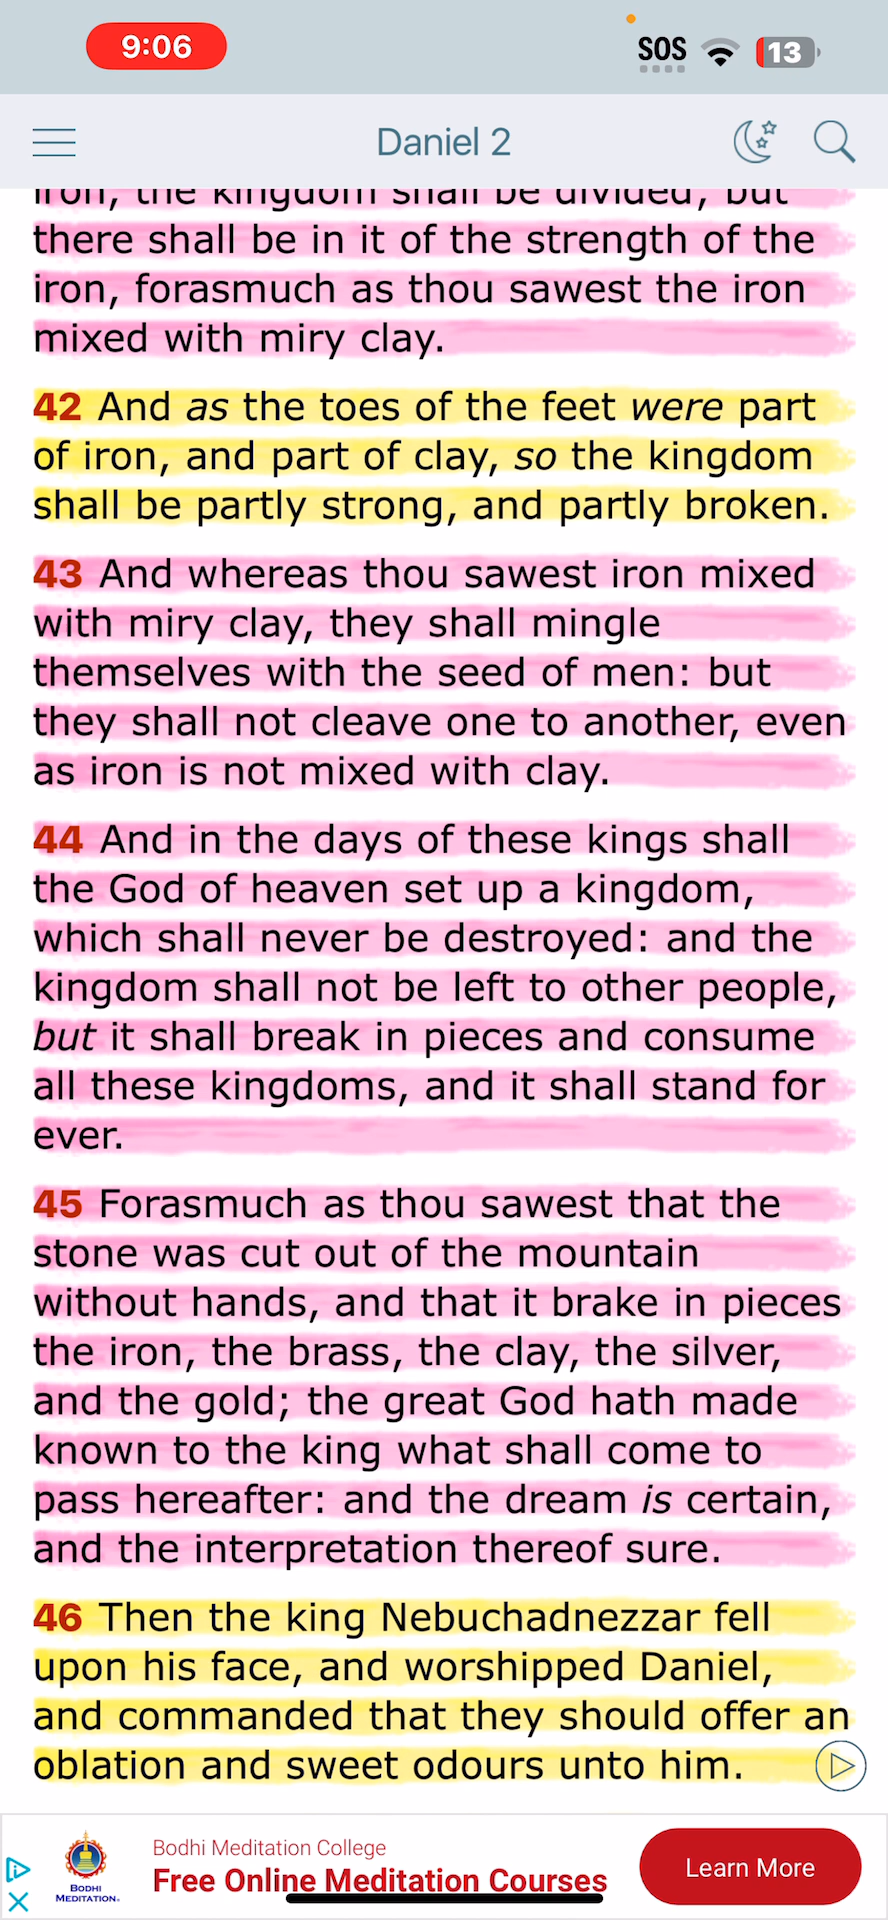 9:06
SOS
13
Daniel 2
iron, the kingdom shall be divided; but
there shall be in it of the strength of the
iron, forasmuch as thou sawest the iron
mixed with miry clay.
42 And as the toes of the feet were part
of iron, and part of clay, so the kingdom
shall be partly strong, and partly broken.
43 And whereas thou sawest iron mixed
with miry clay, they shall mingle
themselves with the seed of men: but
they shall not cleave one to another, even
as iron is not mixed with clay.
44 And in the days of these kings shall
the God of heaven set up a kingdom,
which shall never be destroyed: and the
kingdom shall not be left to other people,
but it shall break in pieces and consume
all these kingdoms, and it shall stand for
ever.
45 Forasmuch as thou sawest that the
stone was cut out of the mountain
without hands, and that it brake in pieces
the iron, the brass, the clay, the silver,
and the gold; the great God hath made
known to the king what shall come to
pass hereafter: and the dream is certain,
and the interpretation thereof sure.
46 Then the king Nebuchadnezzar fell
upon his face, and worshipped Daniel,
and commanded that they should offer an
oblation and sweet odours unto him.
Bodhi Meditation College
Free Online Meditation Courses
Learn More
BODHI
MEDITATION